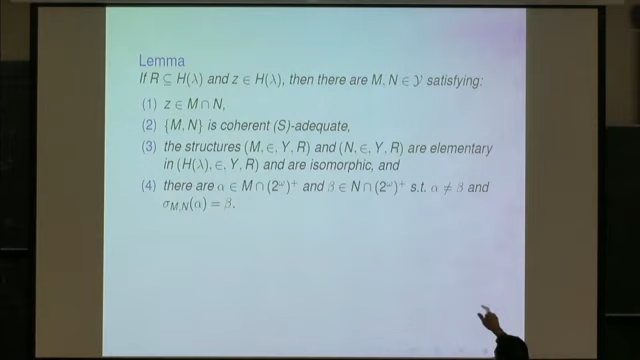 Lemma
If R ⊆ H(λ) and z ∈ H(λ), then there are M, N ∈ 𝒴 satisfying:
(1) z ∈ M ∩ N,
(2) {M, N} is coherent (S)-adequate,
(3) the structures (M, ∈, Y, R) and (N, ∈, Y, R) are elementary
in (H(λ), ∈, Y, R) and are isomorphic, and
(4) there are α ∈ M ∩ (2^ω)^+ and β ∈ N ∩ (2^ω)^+ s.t. α ≠ β and
σ_{M,N}(α) = β.